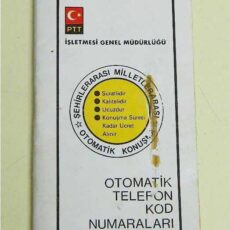 PTT
İŞLETMESİ GENEL MÜDÜRLÜĞÜ
ŞEHİRLERARASI MİLLETLERARASI
Süratlidir
Kalitelidir
Ucuzdur
Konuşma Süresi
Kadar Ücret
Alınır
OTOMATİK KONUŞMA
OTOMATİK
TELEFON
KOD
NUMARALARI